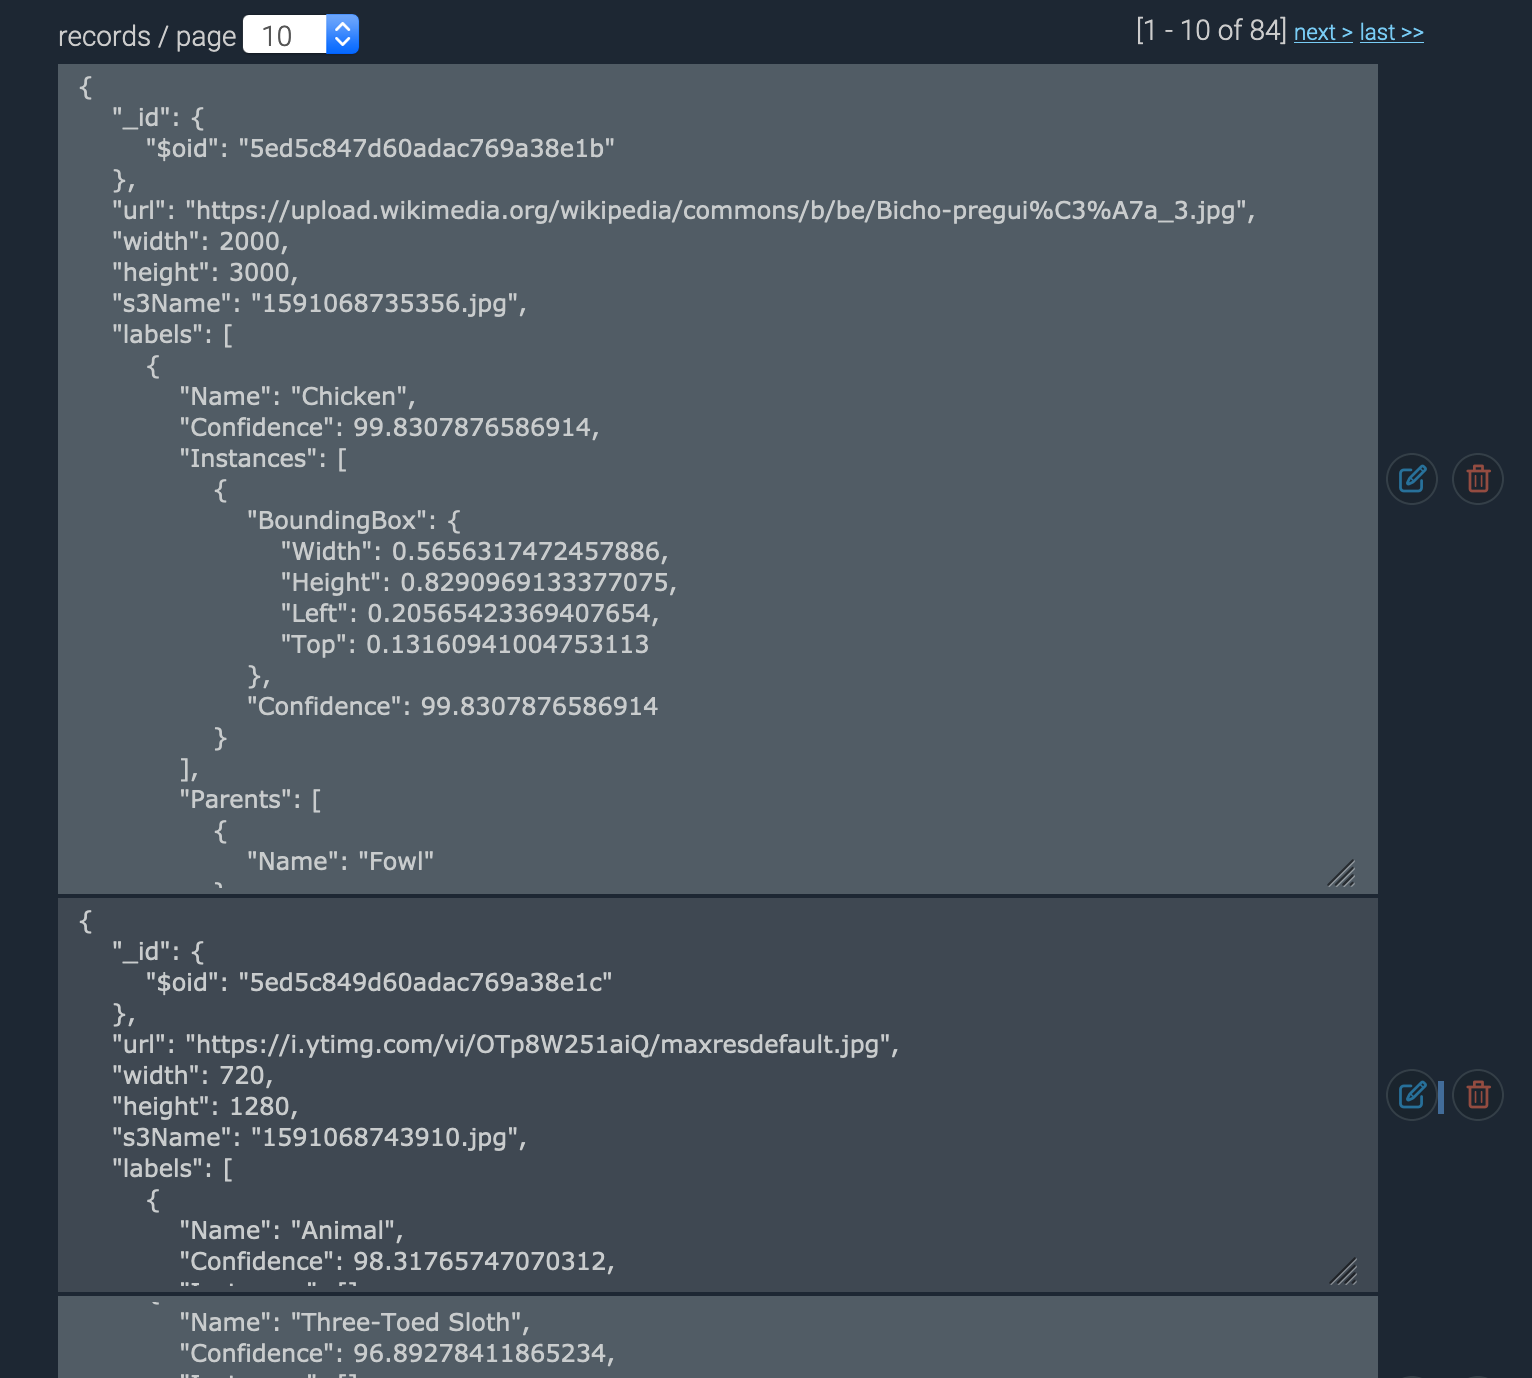 records / page 10
[1 - 10 of 84] next > last >>
{
"_id": {
"$oid": "5ed5c847d60adac769a38e1b"
},
"url": "https://upload.wikimedia.org/wikipedia/commons/b/be/Bicho-pregui%C3%A7a_3.jpg",
"width": 2000,
"height": 3000,
"s3Name": "1591068735356.jpg",
"labels": [
{
"Name": "Chicken",
"Confidence": 99.8307876586914,
"Instances": [
{
"BoundingBox": {
"Width": 0.5656317472457886,
"Height": 0.8290969133377075,
"Left": 0.20565423369407654,
"Top": 0.13160941004753113
},
"Confidence": 99.8307876586914
}
],
"Parents": [
{
"Name": "Fowl"
{
"_id": {
"$oid": "5ed5c849d60adac769a38e1c"
},
"url": "https://i.ytimg.com/vi/OTp8W251aiQ/maxresdefault.jpg",
"width": 720,
"height": 1280,
"s3Name": "1591068743910.jpg",
"labels": [
{
"Name": "Animal",
"Confidence": 98.31765747070312,
"Name": "Three-Toed Sloth",
"Confidence": 96.89278411865234,